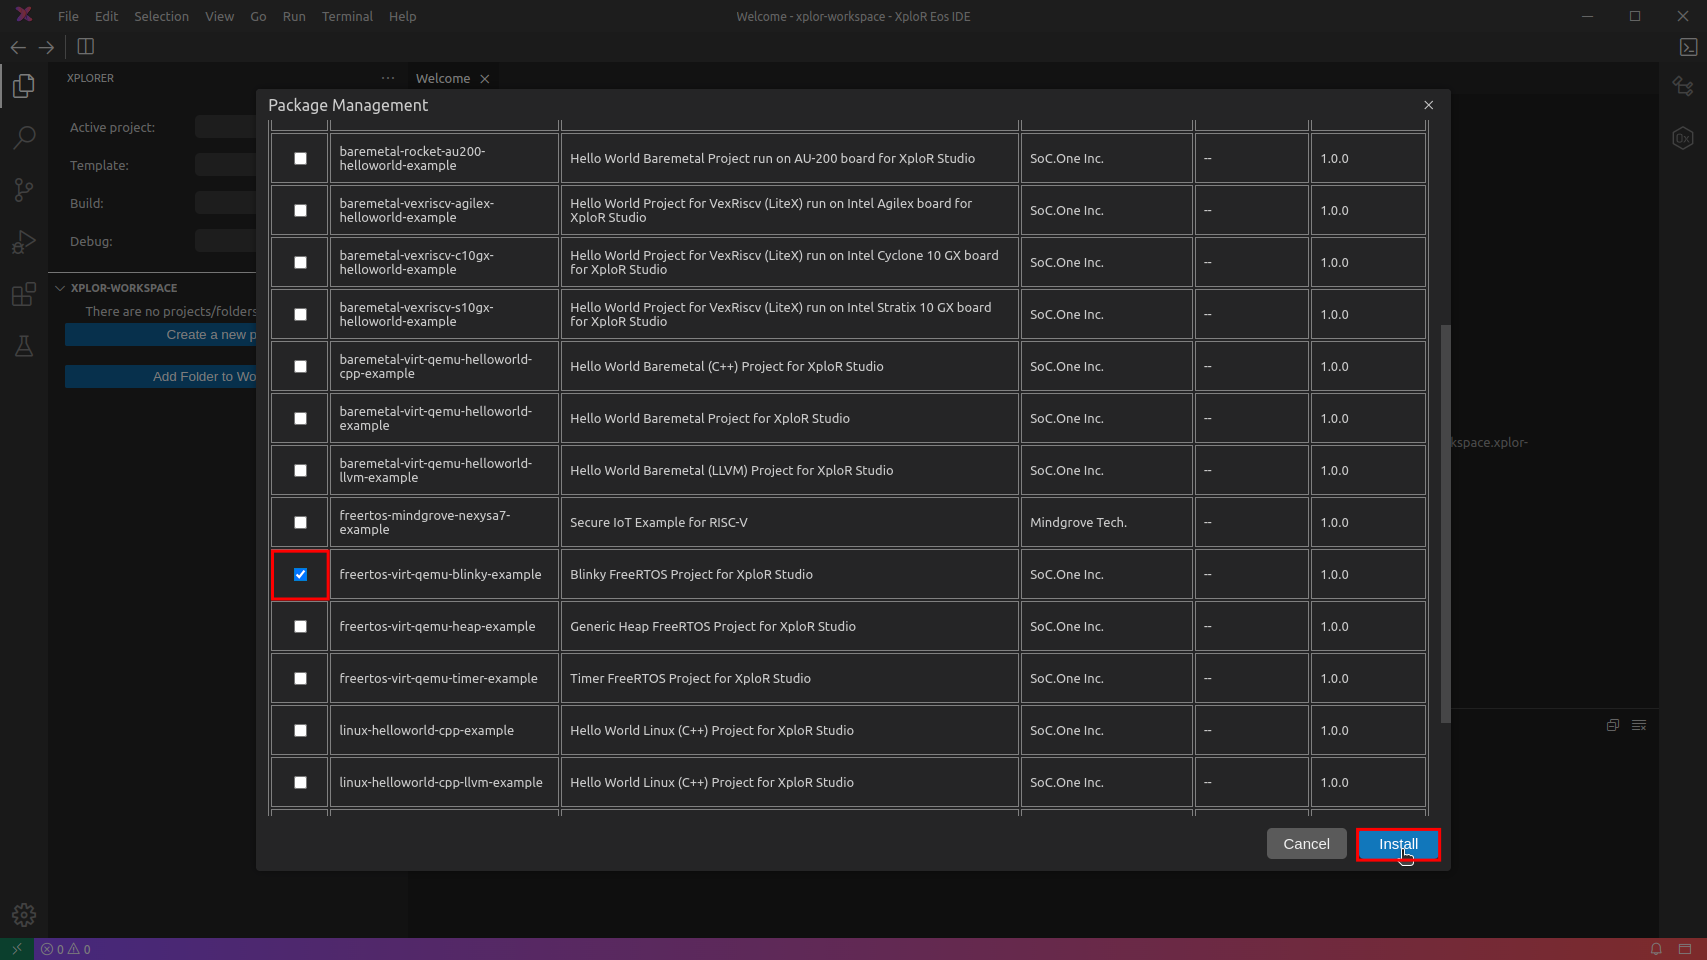 File Edit Selection View Go Run Terminal Help
Welcome - xplor-workspace - XploR Eos IDE
XPLORER
Welcome
Active project:
Template:
Build:
Debug:
XPLOR-WORKSPACE
There are no projects/folders
Create a new p
Add Folder to Wo
Package Management
baremetal-rocket-au200-
helloworld-example
Hello World Baremetal Project run on AU-200 board for XploR Studio
SoC.One Inc.
--
1.0.0
baremetal-vexriscv-agilex-
helloworld-example
Hello World Project for VexRiscv (LiteX) run on Intel Agilex board for
XploR Studio
SoC.One Inc.
--
1.0.0
baremetal-vexriscv-c10gx-
helloworld-example
Hello World Project for VexRiscv (LiteX) run on Intel Cyclone 10 GX board
for XploR Studio
SoC.One Inc.
--
1.0.0
baremetal-vexriscv-s10gx-
helloworld-example
Hello World Project for VexRiscv (LiteX) run on Intel Stratix 10 GX board
for XploR Studio
SoC.One Inc.
--
1.0.0
baremetal-virt-qemu-helloworld-
cpp-example
Hello World Baremetal (C++) Project for XploR Studio
SoC.One Inc.
--
1.0.0
baremetal-virt-qemu-helloworld-
example
Hello World Baremetal Project for XploR Studio
SoC.One Inc.
--
1.0.0
baremetal-virt-qemu-helloworld-
llvm-example
Hello World Baremetal (LLVM) Project for XploR Studio
SoC.One Inc.
--
1.0.0
freertos-mindgrove-nexysa7-
example
Secure IoT Example for RISC-V
Mindgrove Tech.
--
1.0.0
freertos-virt-qemu-blinky-example
Blinky FreeRTOS Project for XploR Studio
SoC.One Inc.
--
1.0.0
freertos-virt-qemu-heap-example
Generic Heap FreeRTOS Project for XploR Studio
SoC.One Inc.
--
1.0.0
freertos-virt-qemu-timer-example
Timer FreeRTOS Project for XploR Studio
SoC.One Inc.
--
1.0.0
linux-helloworld-cpp-example
Hello World Linux (C++) Project for XploR Studio
SoC.One Inc.
--
1.0.0
linux-helloworld-cpp-llvm-example
Hello World Linux (C++) Project for XploR Studio
SoC.One Inc.
--
1.0.0
Cancel
Install
kspace.xplor-
0x
0 0